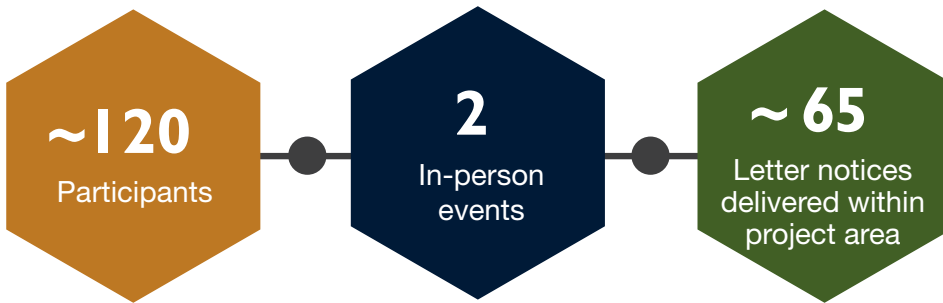 ~120
Participants
2
In-person
events
~ 65
Letter notices
delivered within
project area